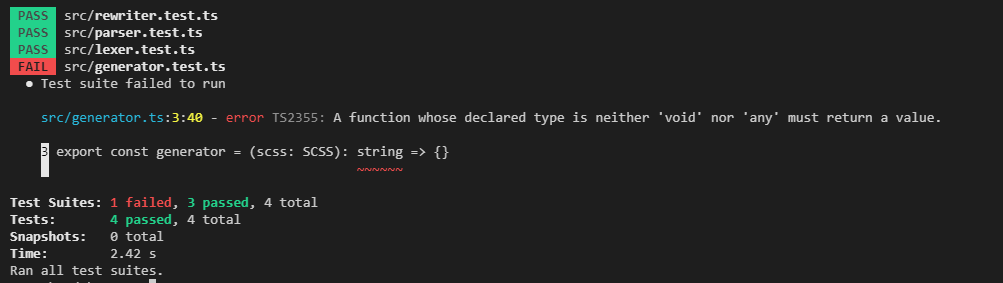 PASS src/rewriter.test.ts
PASS src/parser.test.ts
PASS src/lexer.test.ts
FAIL src/generator.test.ts
● Test suite failed to run
src/generator.ts:3:40 - error TS2355: A function whose declared type is neither 'void' nor 'any' must return a value.
3 export const generator = (scss: SCSS): string => {}
~~~~~~
Test Suites: 1 failed, 3 passed, 4 total
Tests: 4 passed, 4 total
Snapshots: 0 total
Time: 2.42 s
Ran all test suites.